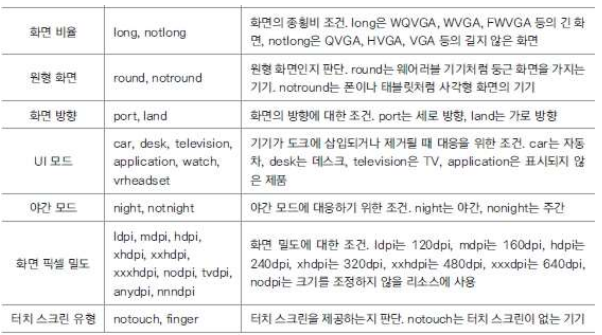 화면 비율 long, notlong 화면의 종횡비 조건. long은 WQVGA, WVGA, FWVGA 등의 긴 화
면, notlong은 QVGA, HVGA, VGA 등의 길지 않은 화면
원형 화면 round, notround 원형 화면인지 판단. round는 웨어러블 기기처럼 둥근 화면을 가지는
기기. notround는 폰이나 태블릿처럼 사각형 화면의 기기
화면 방향 port, land 화면의 방향에 대한 조건. port는 세로 방향, land는 가로 방향
UI 모드 car, desk, television,
application, watch,
vrheadset
기기가 도크에 삽입되거나 제거될 때 대응을 위한 조건. car는 자동
차, desk는 데스크, television은 TV, application은 표시되지 않
은 제품
야간 모드 night, notnight 야간 모드에 대응하기 위한 조건. night는 야간, nonight는 주간
화면 픽셀 밀도 ldpi, mdpi, hdpi,
xhdpi, xxhdpi,
xxxhdpi, nodpi, tvdpi,
anydpi, nnndpi
화면 밀도에 대한 조건. ldpi는 120dpi, mdpi는 160dpi, hdpi는
240dpi, xhdpi는 320dpi, xxhdpi는 480dpi, xxxdpi는 640dpi,
nodpi는 크기를 조정하지 않을 리소스에 사용
터치 스크린 유형 notouch, finger 터치 스크린을 제공하는지 판단. notouch는 터치 스크린이 없는 기기